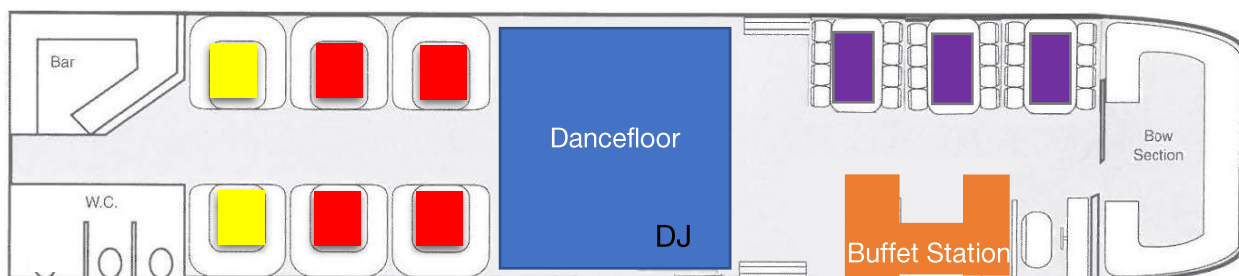 Bar
Dancefloor
Bow
Section
W.C.
DJ
Buffet Station